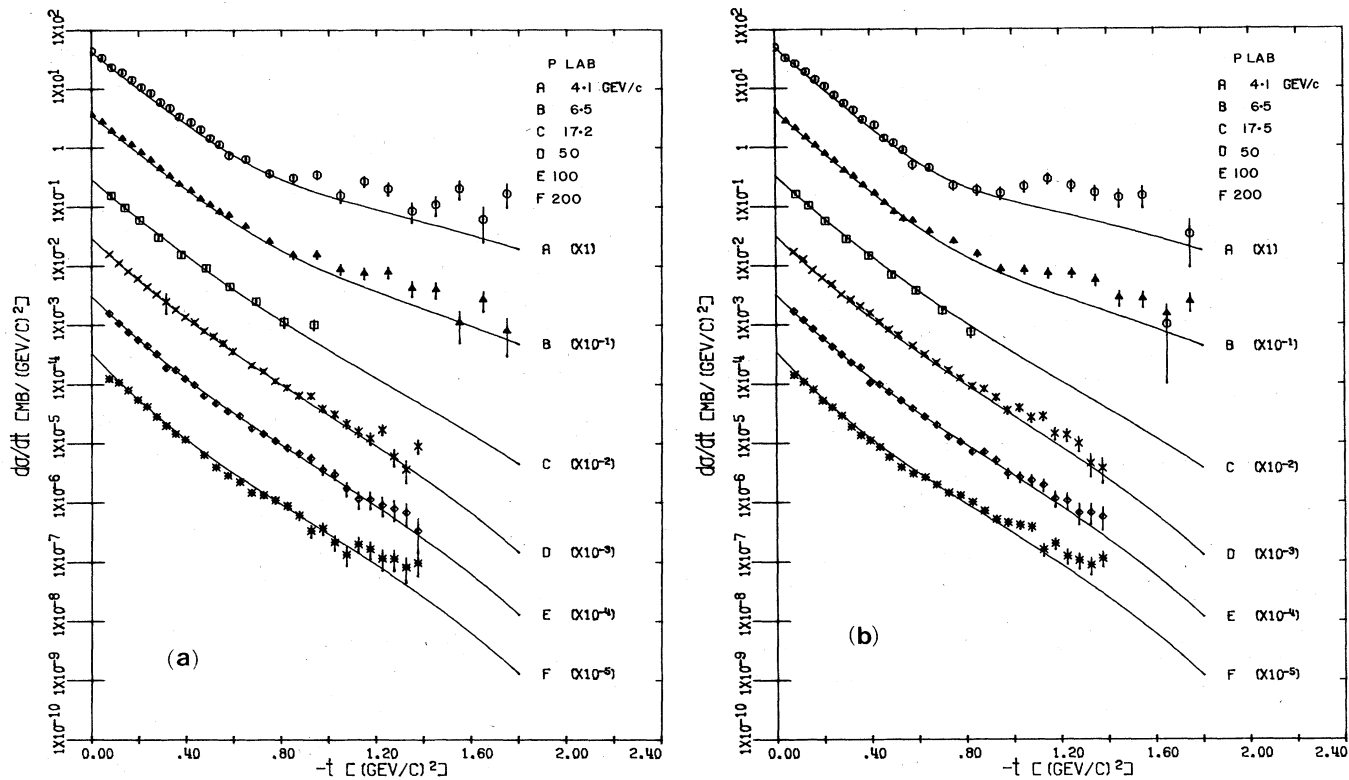 1X10²
1X10¹
1
1X10⁻¹
1X10⁻²
1X10⁻³
1X10⁻⁴
1X10⁻⁵
1X10⁻⁶
1X10⁻⁷
1X10⁻⁸
1X10⁻⁹
1X10⁻¹⁰
dσ/dt [MB/(GEV/C)²]
P LAB
A 4·1 GEV/c
B 6·5
C 17·2
D 50
E 100
F 200
A (X1)
B (X10⁻¹)
C (X10⁻²)
D (X10⁻³)
E (X10⁻⁴)
F (X10⁻⁵)
(a)
0.00 .40 .80 1.20 1.60 2.00 2.40
-t [(GEV/C)²]
1X10²
1X10¹
1
1X10⁻¹
1X10⁻²
1X10⁻³
1X10⁻⁴
1X10⁻⁵
1X10⁻⁶
1X10⁻⁷
1X10⁻⁸
1X10⁻⁹
1X10⁻¹⁰
dσ/dt [MB/(GEV/C)²]
P LAB
A 4·1 GEV/c
B 6·5
C 17·5
D 50
E 100
F 200
A (X1)
B (X10⁻¹)
C (X10⁻²)
D (X10⁻³)
E (X10⁻⁴)
F (X10⁻⁵)
(b)
0.00 .40 .80 1.20 1.60 2.00 2.40
-t [(GEV/C)²]